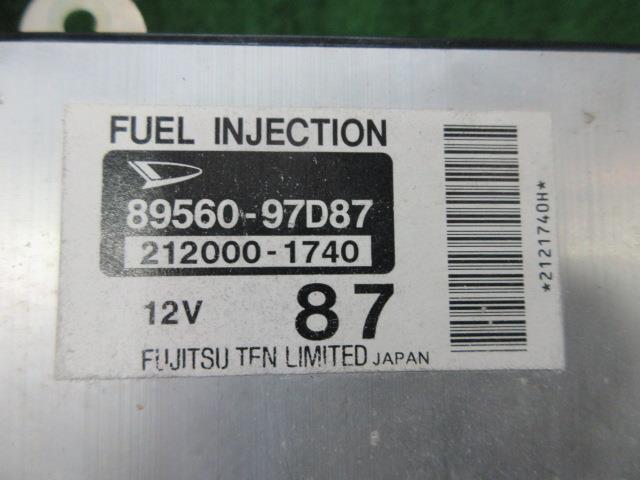 FUEL INJECTION
89560-97D87
212000-1740
12V 87
FUJITSU TEN LIMITED JAPAN
*2121740H*